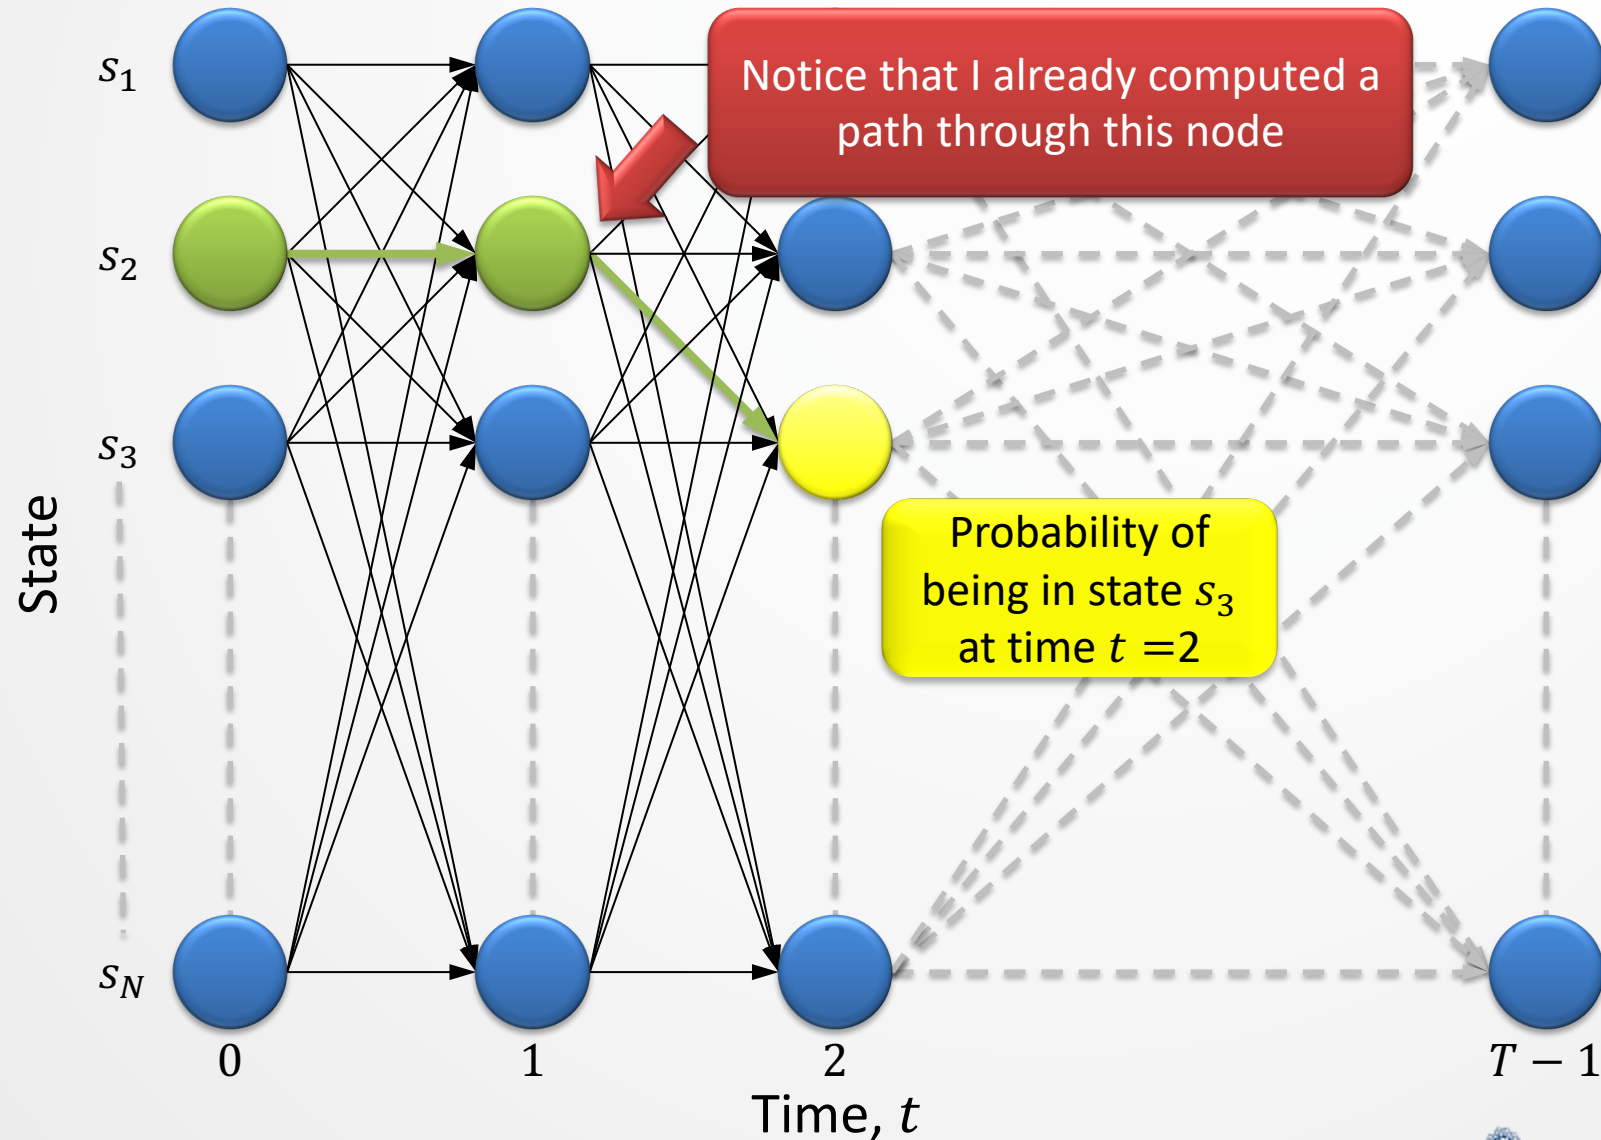 s₁
Notice that I already computed a
path through this node
s₂
s₃
State
Probability of
being in state s₃
at time t =2
s_N
0 1 2 T − 1
Time, t